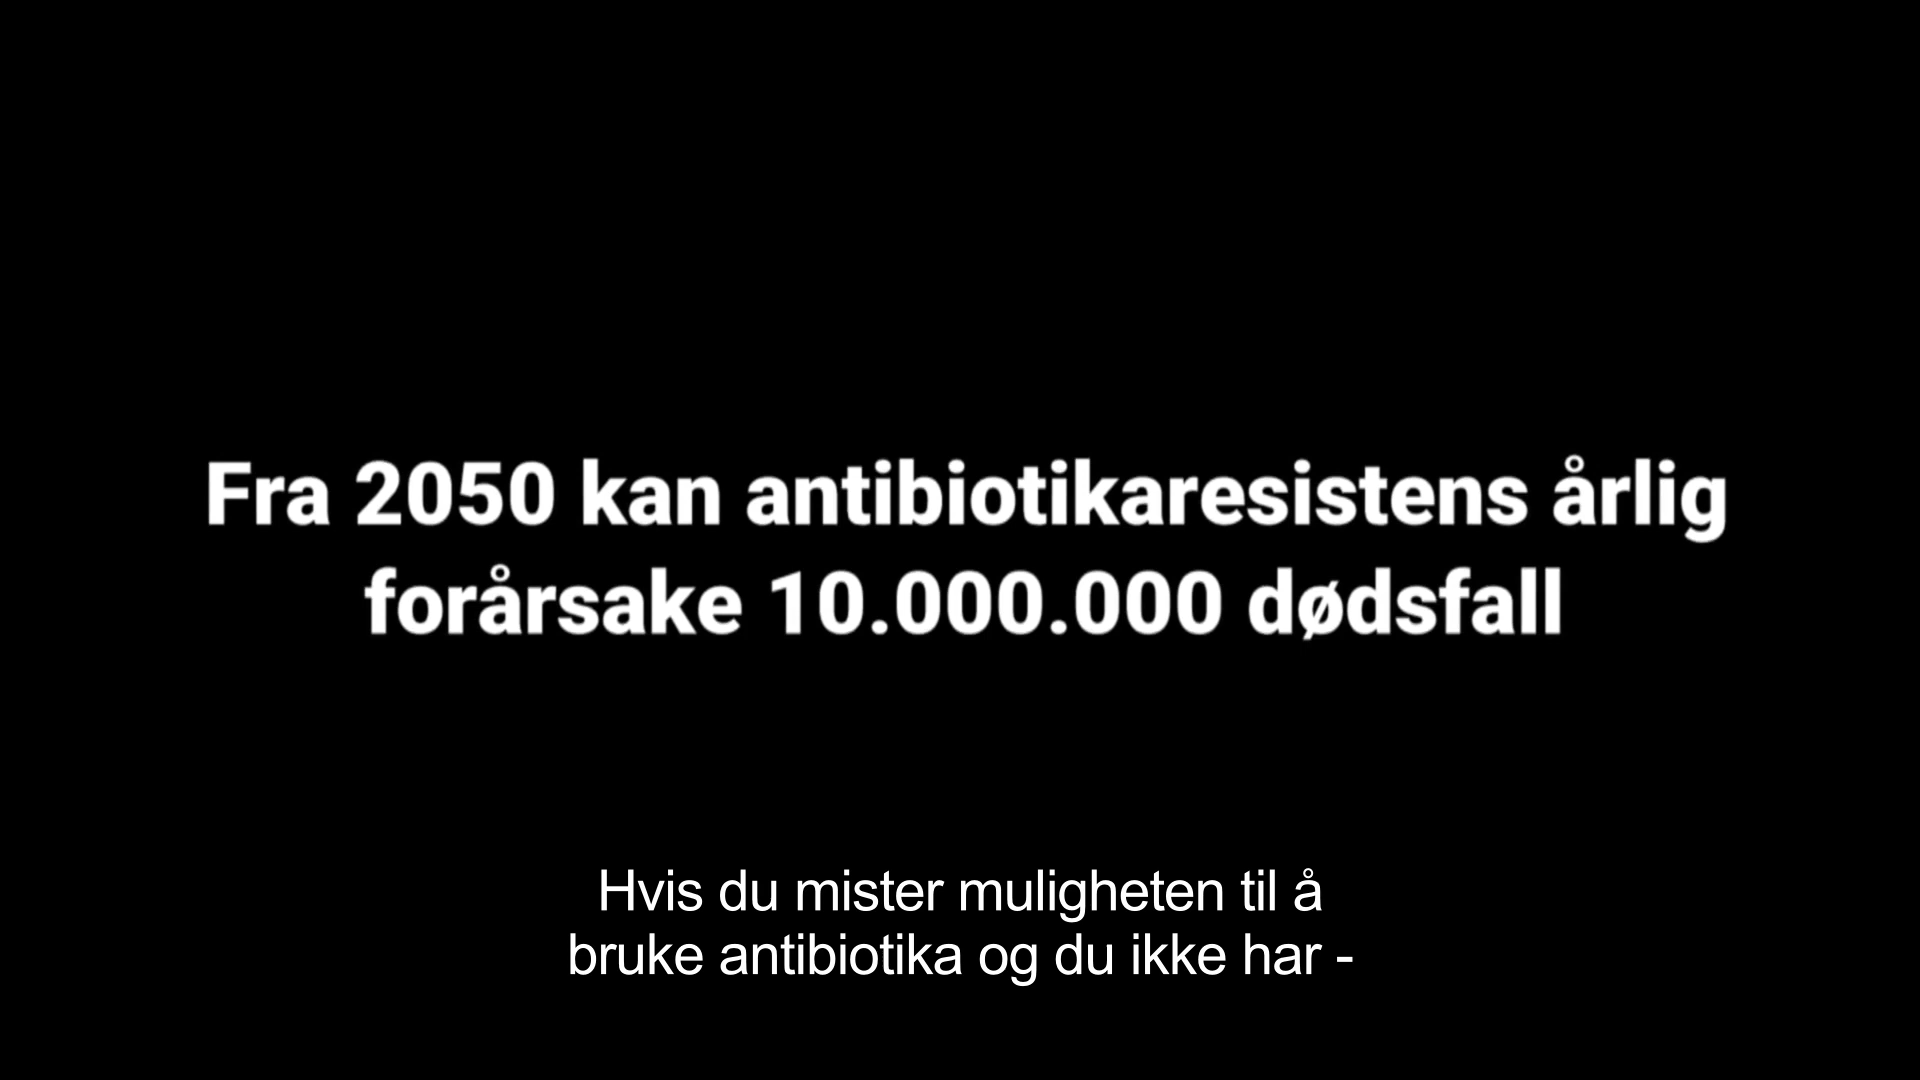 Fra 2050 kan antibiotikaresistens årlig
forårsake 10.000.000 dødsfall
Hvis du mister muligheten til å
bruke antibiotika og du ikke har -